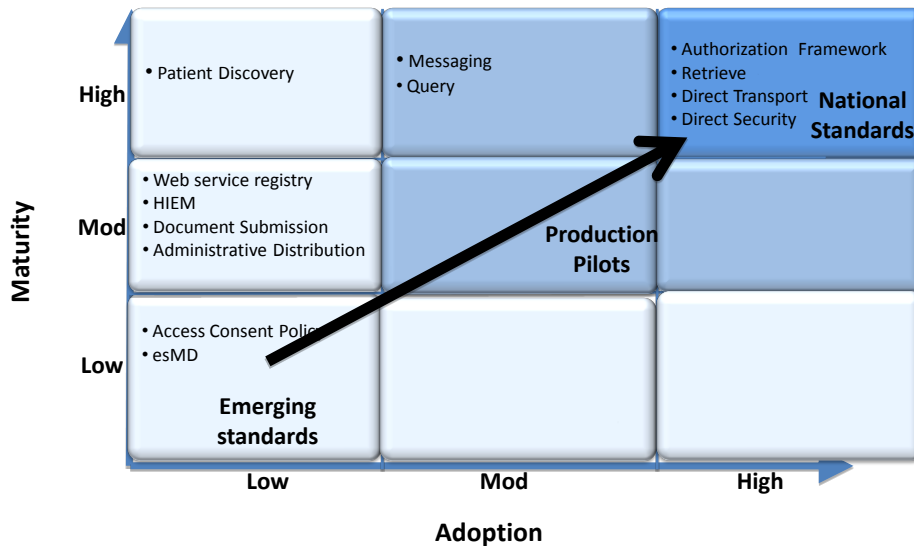 High
• Patient Discovery
• Messaging
• Query
• Authorization Framework
• Retrieve
• Direct Transport
• Direct Security
National
Standards
Maturity
Mod
• Web service registry
• HIEM
• Document Submission
• Administrative Distribution
Production
Pilots
Low
• Access Consent Policy
• esMD
Emerging
standards
Low
Mod
High
Adoption